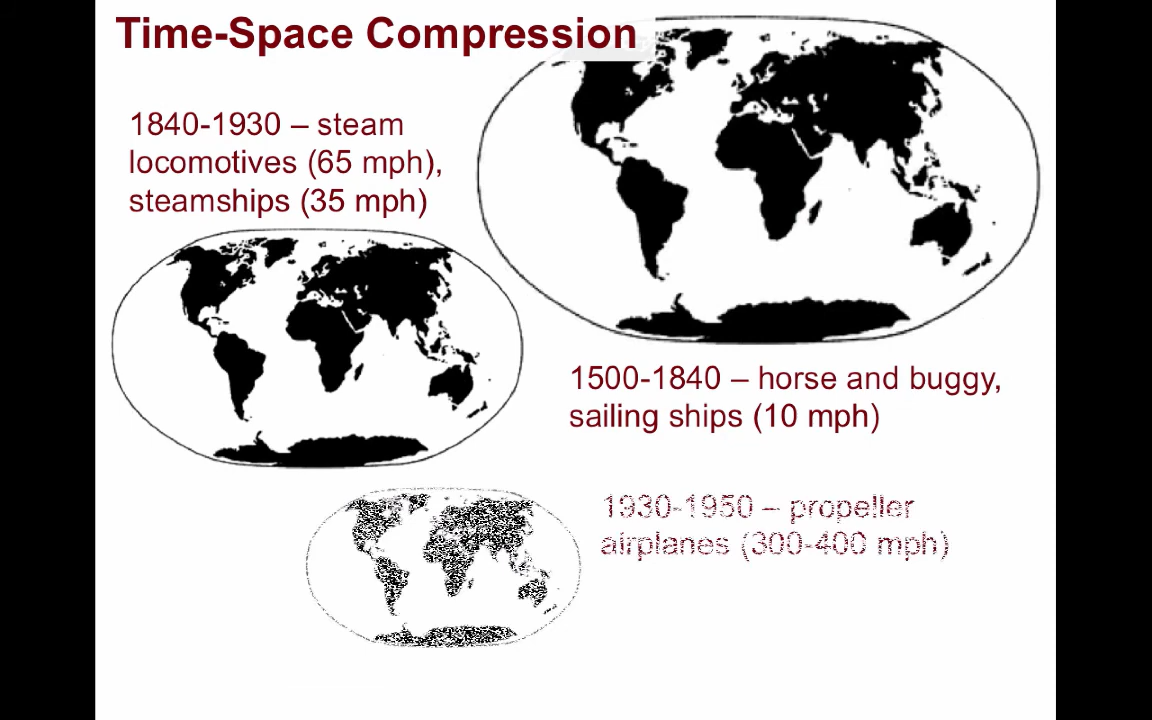 Time-Space Compression
1840-1930 – steam
locomotives (65 mph),
steamships (35 mph)
1500-1840 – horse and buggy,
sailing ships (10 mph)
1930-1950 – propeller
airplanes (300-400 mph)